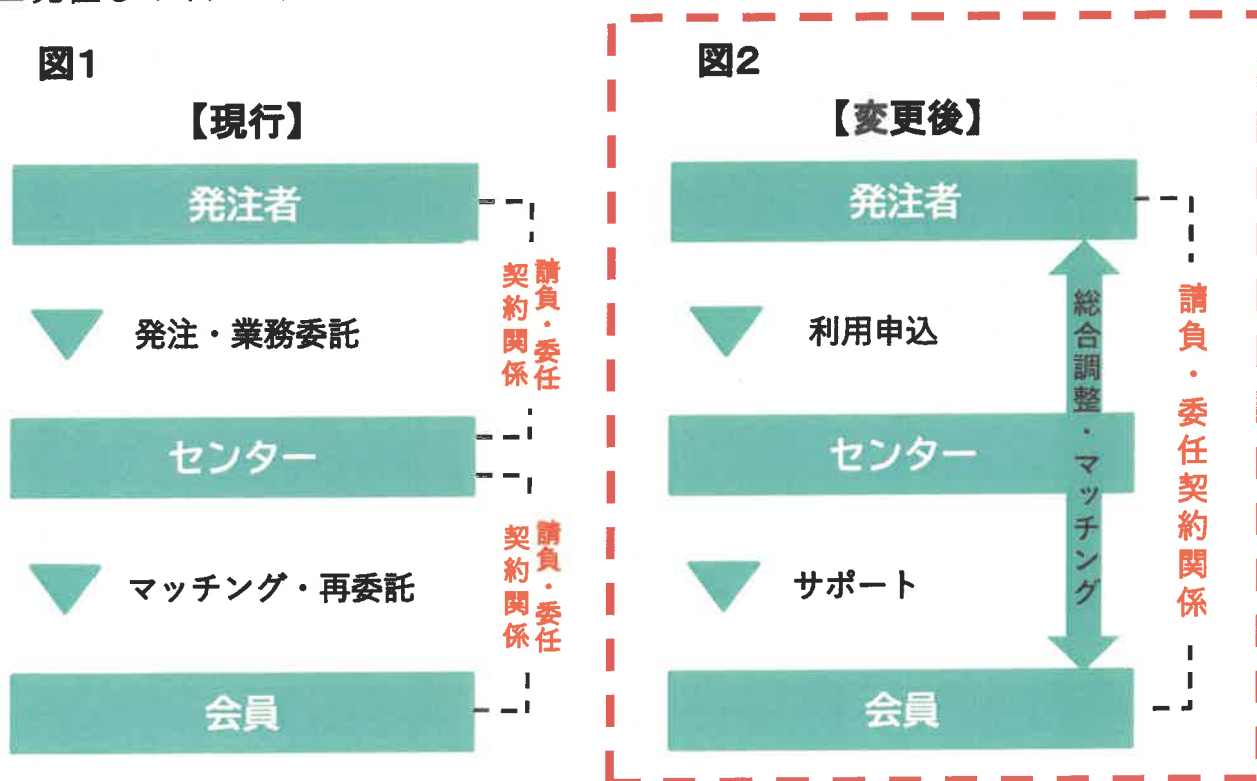 図1
【現行】
発注者
発注・業務委託
請負・委任
契約関係
センター
マッチング・再委託
請負・委任
契約関係
会員
図2
【変更後】
発注者
利用申込
総合調整・マッチング
請負・委任契約関係
センター
サポート
会員